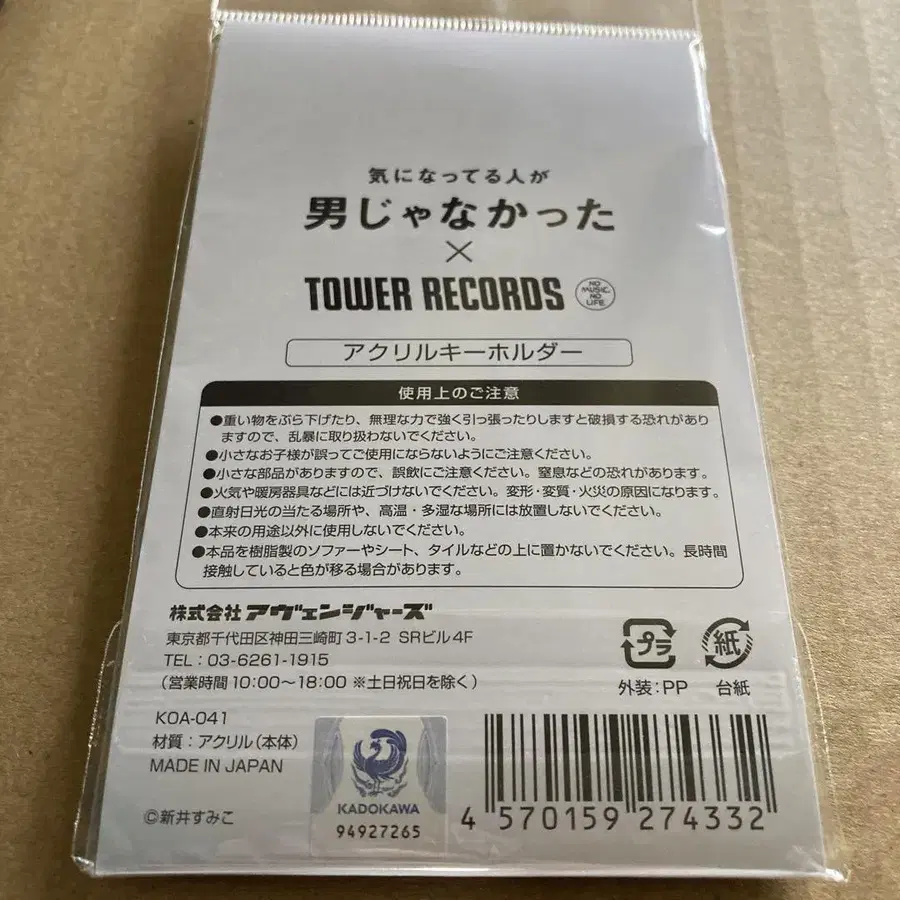 気になってる人が
男じゃなかった
×
TOWER RECORDS NO MUSIC, NO LIFE
アクリルキーホルダー
使用上のご注意
●重い物をぶら下げたり、無理な力で強く引っ張ったりしますと破損する恐れがあり
ますので、乱暴に取り扱わないでください。
●小さなお子様が誤ってご使用にならないようにご注意ください。
●小さな部品がありますので、誤飲にご注意ください。窒息などの恐れがあります。
●火気や暖房器具などには近づけないでください。変形・変質・火災の原因になります。
●直射日光の当たる場所や、高温・多湿な場所には放置しないでください。
●本来の用途以外に使用しないでください。
●本品を樹脂製のソファーやシート、タイルなどの上に置かないでください。長時間
接触していると色が移る場合があります。
株式会社 アヴェンジャーズ
東京都千代田区神田三崎町3-1-2 SRビル4F
TEL：03-6261-1915
（営業時間10:00～18:00 ※土日祝日を除く）
プラ
紙
外装：PP 台紙
KOA-041
材質：アクリル（本体）
MADE IN JAPAN
©新井すみこ
KADOKAWA
94927265
4 570159 274332